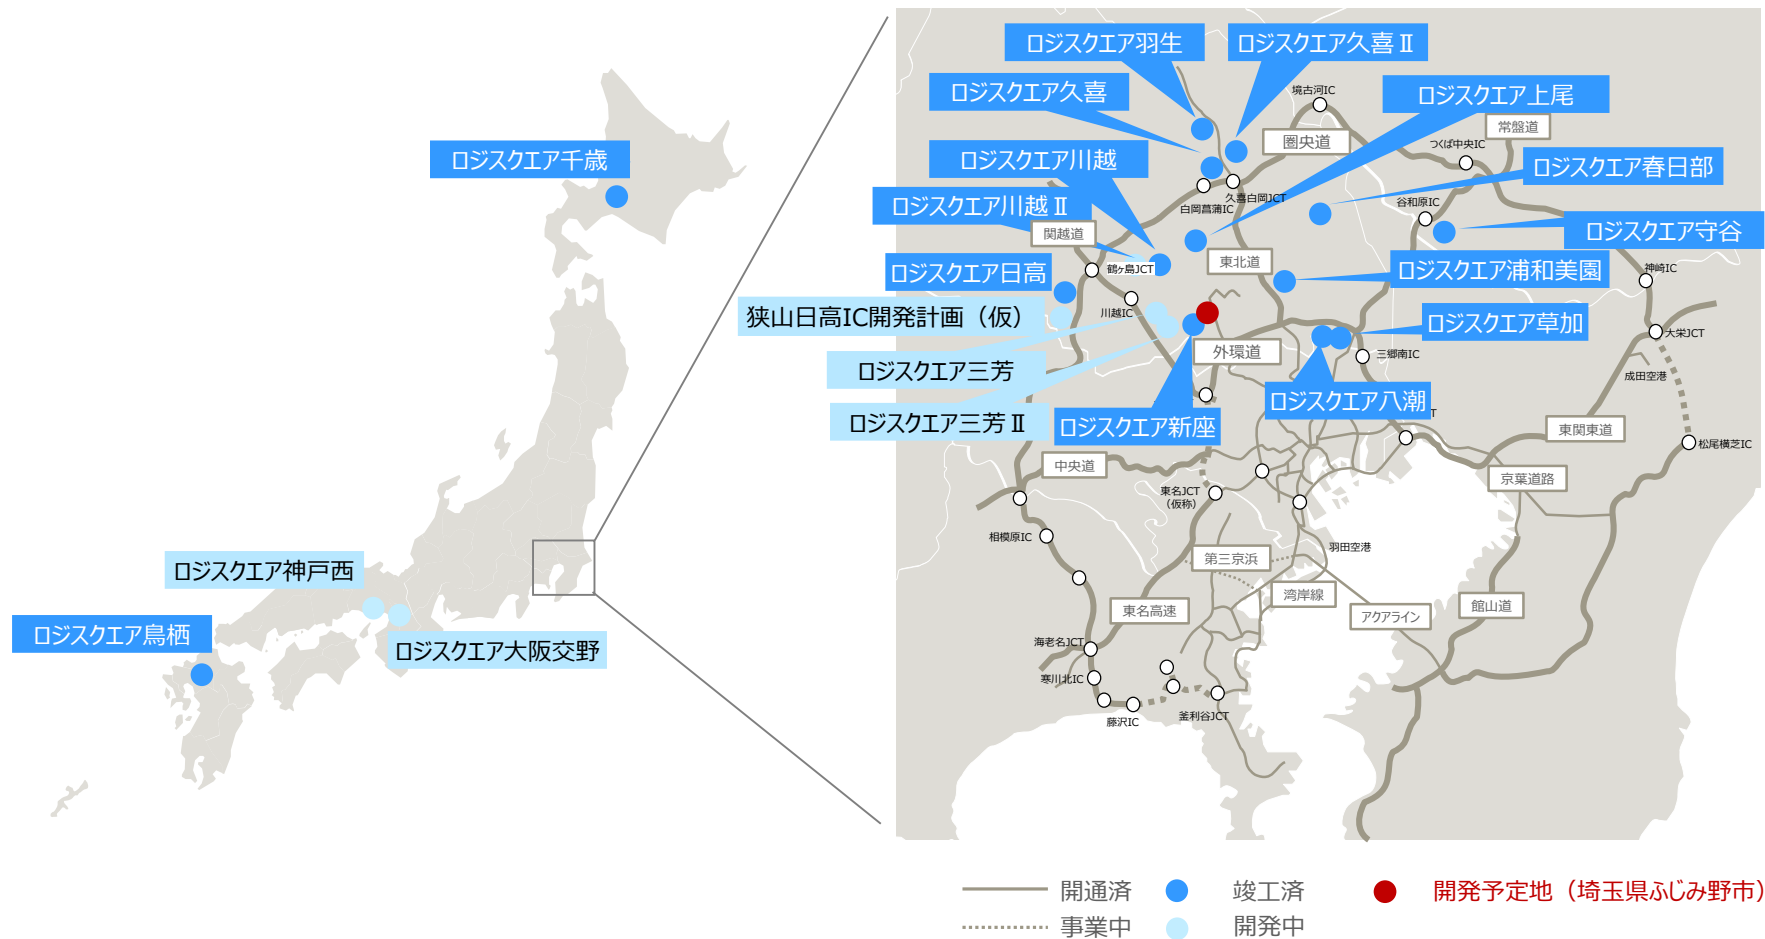 ロジスクエア千歳
ロジスクエア神戸西
ロジスクエア鳥栖
ロジスクエア大阪交野
ロジスクエア羽生
ロジスクエア久喜Ⅱ
ロジスクエア久喜
ロジスクエア上尾
境古河IC
常盤道
圏央道
つくば中央IC
ロジスクエア川越
ロジスクエア春日部
久喜白岡JCT
白岡菖蒲IC
ロジスクエア川越Ⅱ
谷和原IC
関越道
ロジスクエア守谷
東北道
鶴ヶ島JCT
ロジスクエア日高
ロジスクエア浦和美園
神崎IC
川越IC
狭山日高IC開発計画（仮）
ロジスクエア草加
大栄JCT
外環道
三郷南IC
ロジスクエア三芳
成田空港
ロジスクエア八潮
ロジスクエア三芳Ⅱ
ロジスクエア新座
T
東関東道
松尾横芝IC
中央道
京葉道路
東名JCT
（仮称）
相模原IC
羽田空港
第三京浜
湾岸線
東名高速
館山道
アクアライン
海老名JCT
寒川北IC
藤沢IC
釜利谷JCT
開通済
竣工済
開発予定地（埼玉県ふじみ野市）
事業中
開発中